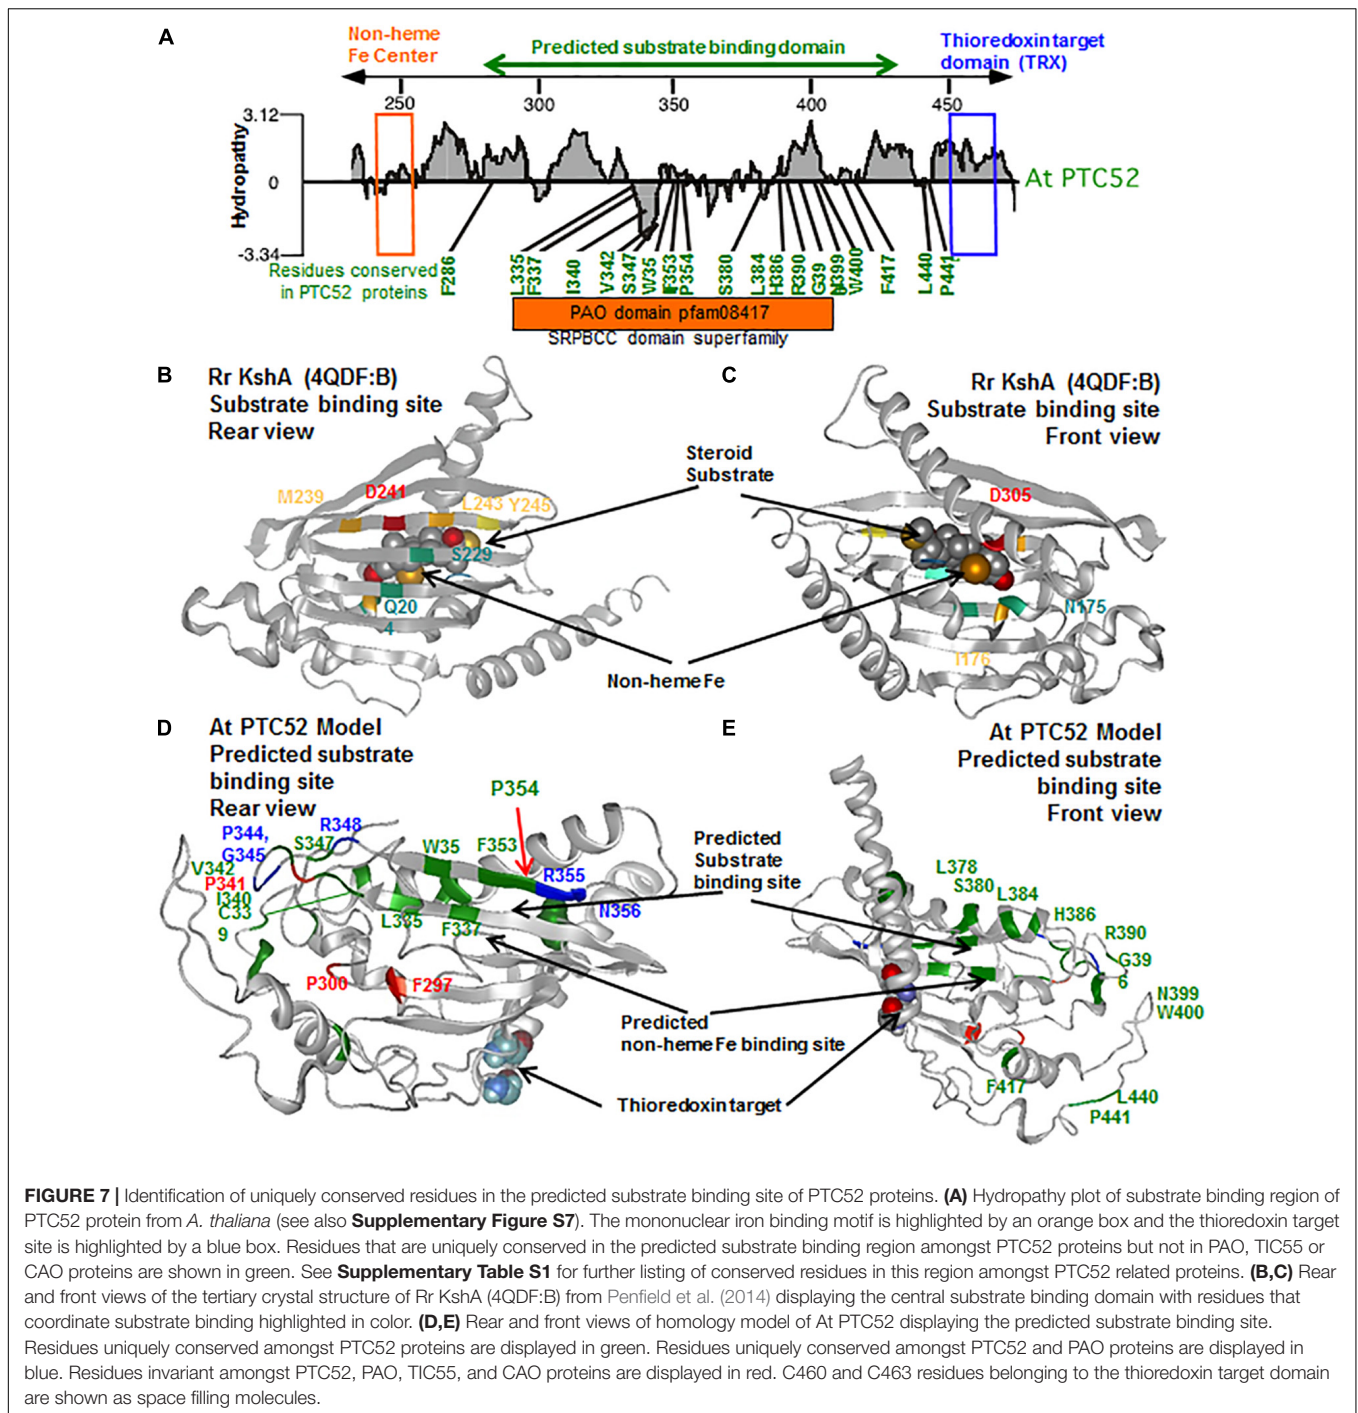 A
Non-heme
Fe Center
Predicted substrate binding domain
Thioredoxin target
domain (TRX)
250
300
350
400
450
3.12
0
-3.34
Hydropathy
At PTC52
Residues conserved
in PTC52 proteins
F286
L335
F337
I340
V342
S347
W35
F353
P354
S380
L384
H386
R390
G39
N399
W400
F417
L440
P441
PAO domain pfam08417
SRPBCC domain superfamily
B
Rr KshA (4QDF:B)
Substrate binding site
Rear view
M239
D241
L243
Y245
S229
Q20
4
Steroid
Substrate
Non-heme Fe
C
Rr KshA (4QDF:B)
Substrate binding site
Front view
D305
N175
I176
D
At PTC52 Model
Predicted substrate
binding site
Rear view
P354
P344,
G345
R348
S347
V342
P341
I340
C33
9
W35
F353
R355
N356
L335
F337
P300
F297
Predicted
Substrate
binding site
Predicted
non-heme Fe binding site
Thioredoxin target
E
At PTC52 Model
Predicted substrate
binding site
Front view
L378
S380
L384
H386
R390
G39
6
N399
W400
F417
L440
P441
FIGURE 7 | Identification of uniquely conserved residues in the predicted substrate binding site of PTC52 proteins. (A) Hydropathy plot of substrate binding region of
PTC52 protein from A. thaliana (see also Supplementary Figure S7). The mononuclear iron binding motif is highlighted by an orange box and the thioredoxin target
site is highlighted by a blue box. Residues that are uniquely conserved in the predicted substrate binding region amongst PTC52 proteins but not in PAO, TIC55 or
CAO proteins are shown in green. See Supplementary Table S1 for further listing of conserved residues in this region amongst PTC52 related proteins. (B,C) Rear
and front views of the tertiary crystal structure of Rr KshA (4QDF:B) from Penfield et al. (2014) displaying the central substrate binding domain with residues that
coordinate substrate binding highlighted in color. (D,E) Rear and front views of homology model of At PTC52 displaying the predicted substrate binding site.
Residues uniquely conserved amongst PTC52 proteins are displayed in green. Residues uniquely conserved amongst PTC52 and PAO proteins are displayed in
blue. Residues invariant amongst PTC52, PAO, TIC55, and CAO proteins are displayed in red. C460 and C463 residues belonging to the thioredoxin target domain
are shown as space filling molecules.